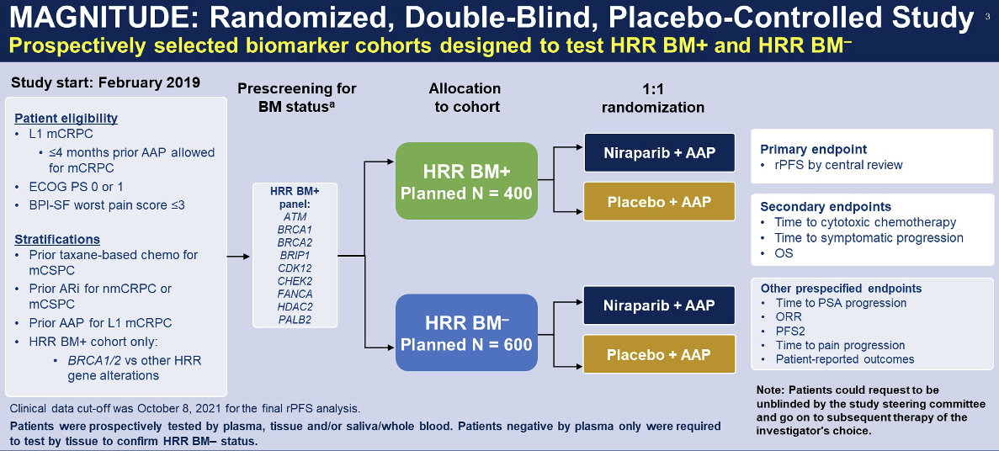 MAGNITUDE: Randomized, Double-Blind, Placebo-Controlled Study
3
Prospectively selected biomarker cohorts designed to test HRR BM+ and HRR BM–
Study start: February 2019
Patient eligibility
• L1 mCRPC
• ≤4 months prior AAP allowed
for mCRPC
• ECOG PS 0 or 1
• BPI-SF worst pain score ≤3
Stratifications
• Prior taxane-based chemo for
mCSPC
• Prior ARi for nmCRPC or
mCSPC
• Prior AAP for L1 mCRPC
• HRR BM+ cohort only:
• BRCA1/2 vs other HRR
gene alterations
Prescreening for
BM statusª
HRR BM+
panel:
ATM
BRCA1
BRCA2
BRIP1
CDK12
CHEK2
FANCA
HDAC2
PALB2
Allocation
to cohort
HRR BM+
Planned N = 400
HRR BM–
Planned N = 600
1:1
randomization
Niraparib + AAP
Placebo + AAP
Niraparib + AAP
Placebo + AAP
Primary endpoint
• rPFS by central review
Secondary endpoints
• Time to cytotoxic chemotherapy
• Time to symptomatic progression
• OS
Other prespecified endpoints
• Time to PSA progression
• ORR
• PFS2
• Time to pain progression
• Patient-reported outcomes
Note: Patients could request to be
unblinded by the study steering committee
and go on to subsequent therapy of the
investigator's choice.
Clinical data cut-off was October 8, 2021 for the final rPFS analysis.
Patients were prospectively tested by plasma, tissue and/or saliva/whole blood. Patients negative by plasma only were required
to test by tissue to confirm HRR BM– status.